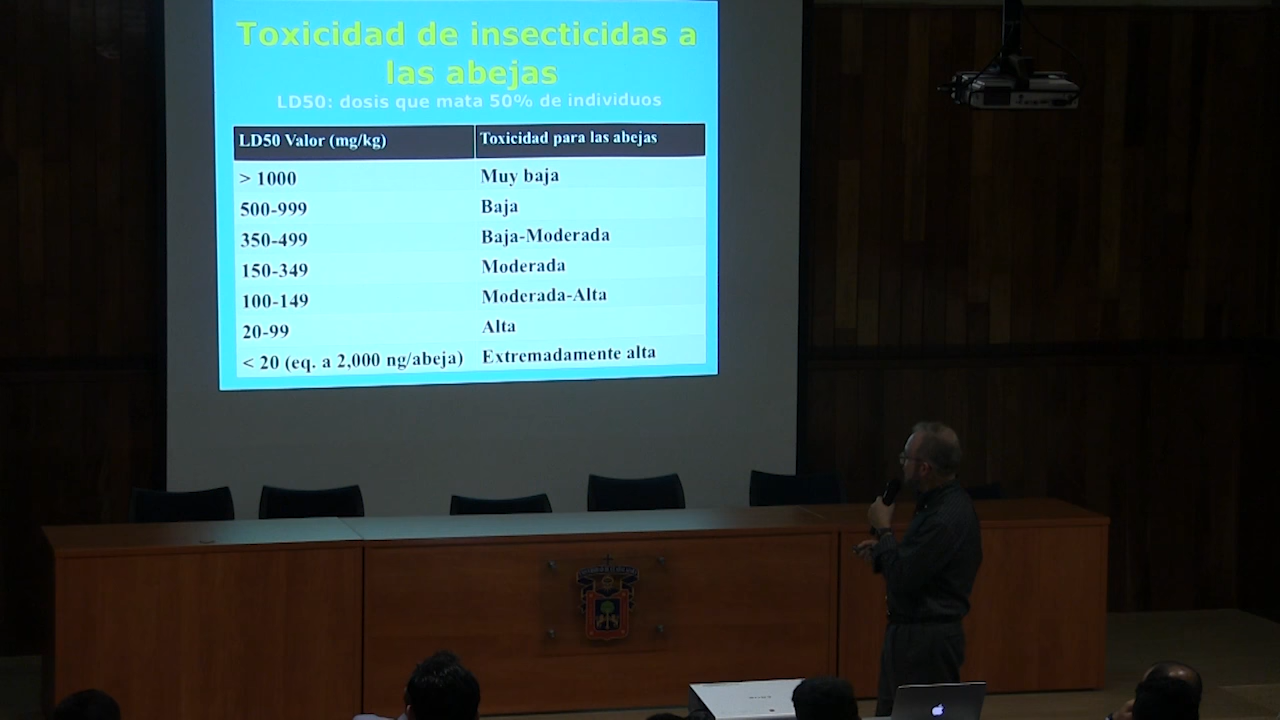 Toxicidad de insecticidas a
las abejas
LD50: dosis que mata 50% de individuos
LD50 Valor (mg/kg) Toxicidad para las abejas
> 1000 Muy baja
500-999 Baja
350-499 Baja-Moderada
150-349 Moderada
100-149 Moderada-Alta
20-99 Alta
< 20 (eq. a 2,000 ng/abeja) Extremadamente alta